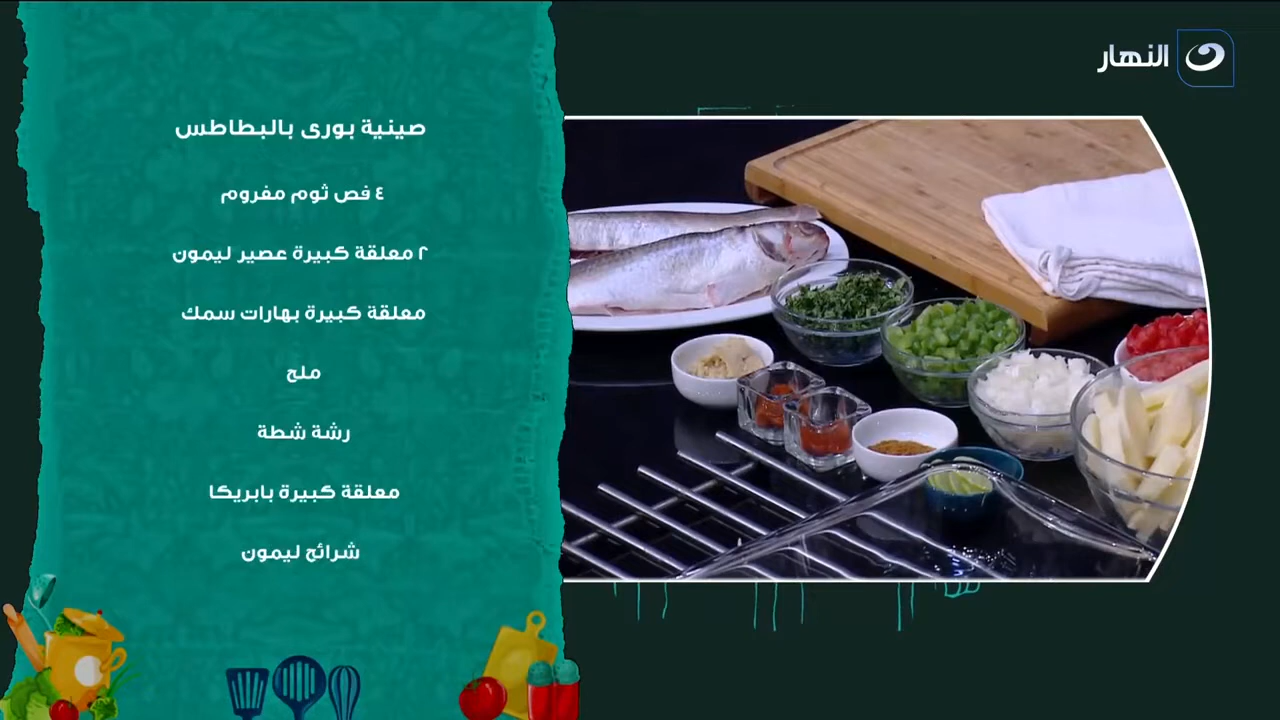 النهار
صينية بورى بالبطاطس
٤ فص ثوم مفروم
٢ معلقة كبيرة عصير ليمون
معلقة كبيرة بهارات سمك
ملح
رشة شطة
معلقة كبيرة بابريكا
شرائح ليمون